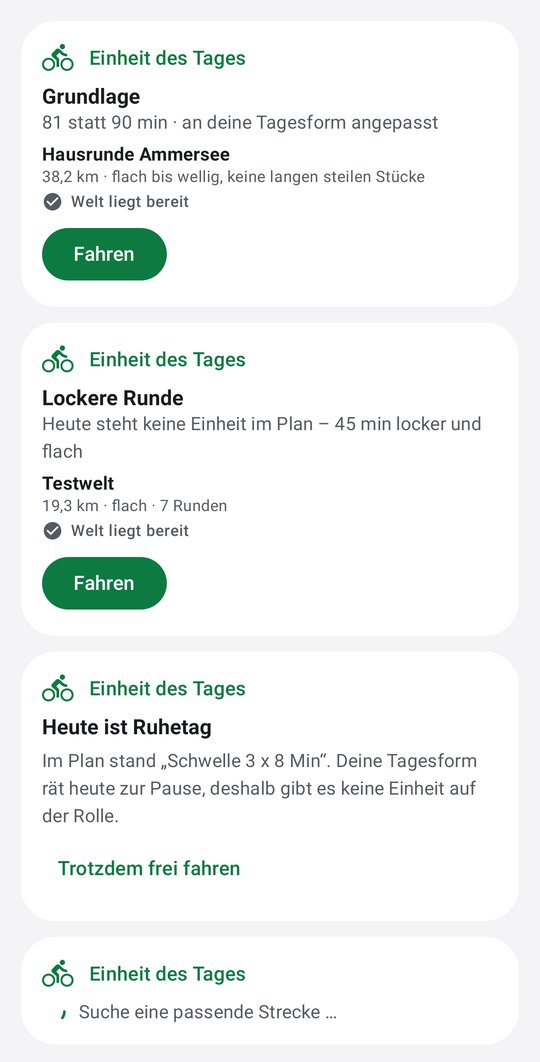 Einheit des Tages
Grundlage
81 statt 90 min · an deine Tagesform angepasst
Hausrunde Ammersee
38,2 km · flach bis wellig, keine langen steilen Stücke
Welt liegt bereit
Fahren
Einheit des Tages
Lockere Runde
Heute steht keine Einheit im Plan – 45 min locker und
flach
Testwelt
19,3 km · flach · 7 Runden
Welt liegt bereit
Fahren
Einheit des Tages
Heute ist Ruhetag
Im Plan stand „Schwelle 3 x 8 Min“. Deine Tagesform
rät heute zur Pause, deshalb gibt es keine Einheit auf
der Rolle.
Trotzdem frei fahren
Einheit des Tages
Suche eine passende Strecke …